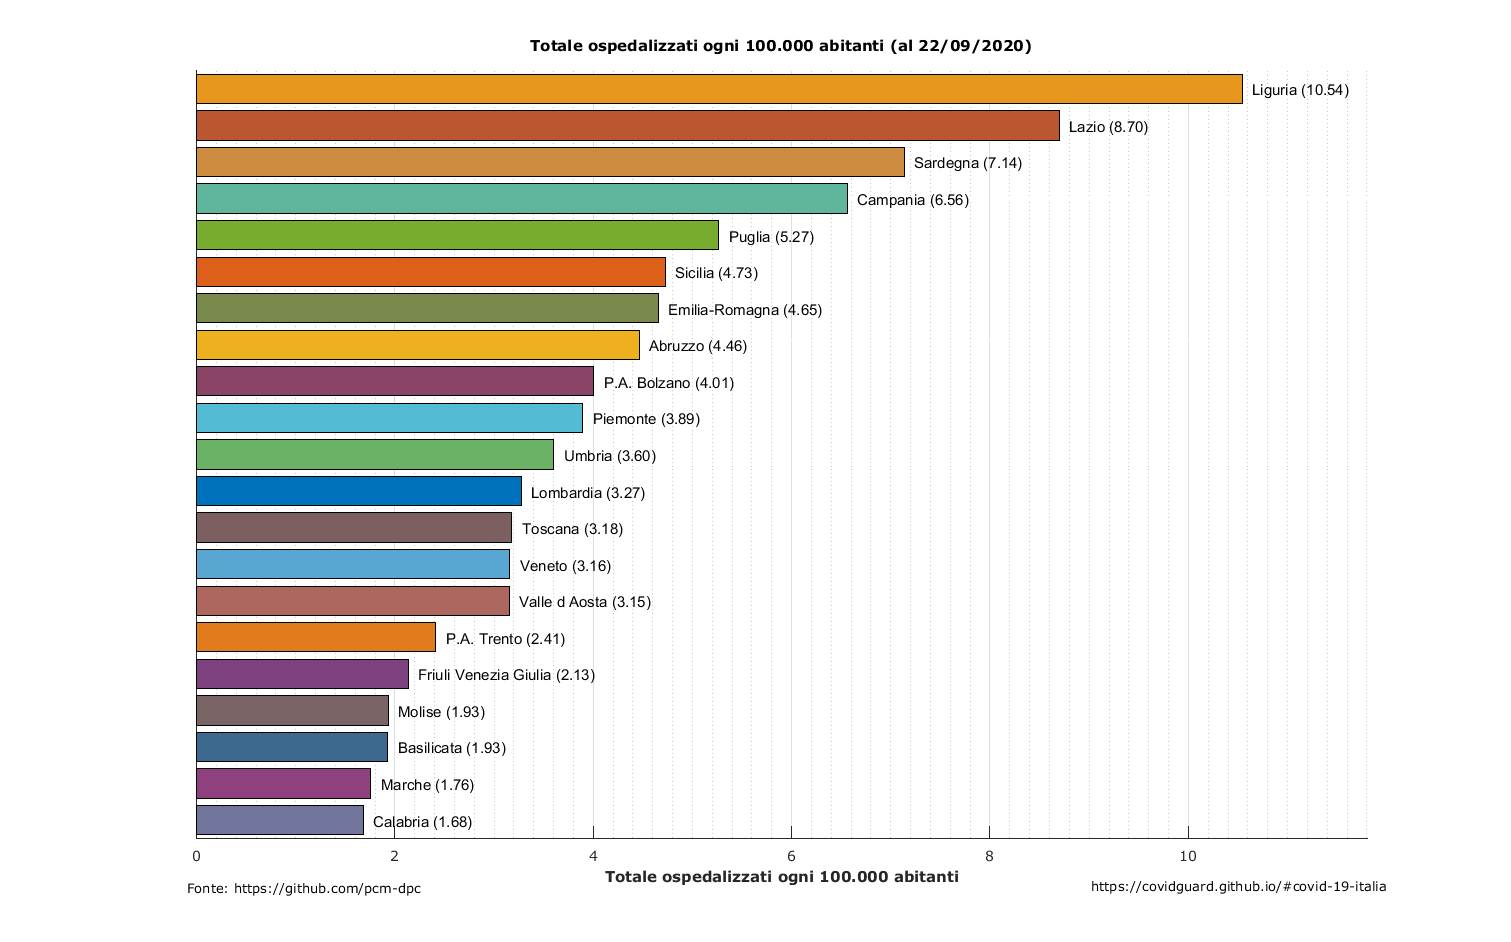 Totale ospedalizzati ogni 100.000 abitanti (al 22/09/2020)
Liguria (10.54)
Lazio (8.70)
Sardegna (7.14)
Campania (6.56)
Puglia (5.27)
Sicilia (4.73)
Emilia-Romagna (4.65)
Abruzzo (4.46)
P.A. Bolzano (4.01)
Piemonte (3.89)
Umbria (3.60)
Lombardia (3.27)
Toscana (3.18)
Veneto (3.16)
Valle d Aosta (3.15)
P.A. Trento (2.41)
Friuli Venezia Giulia (2.13)
Molise (1.93)
Basilicata (1.93)
Marche (1.76)
Calabria (1.68)
0 2 4 6 8 10
Totale ospedalizzati ogni 100.000 abitanti
Fonte: https://github.com/pcm-dpc
https://covidguard.github.io/#covid-19-italia